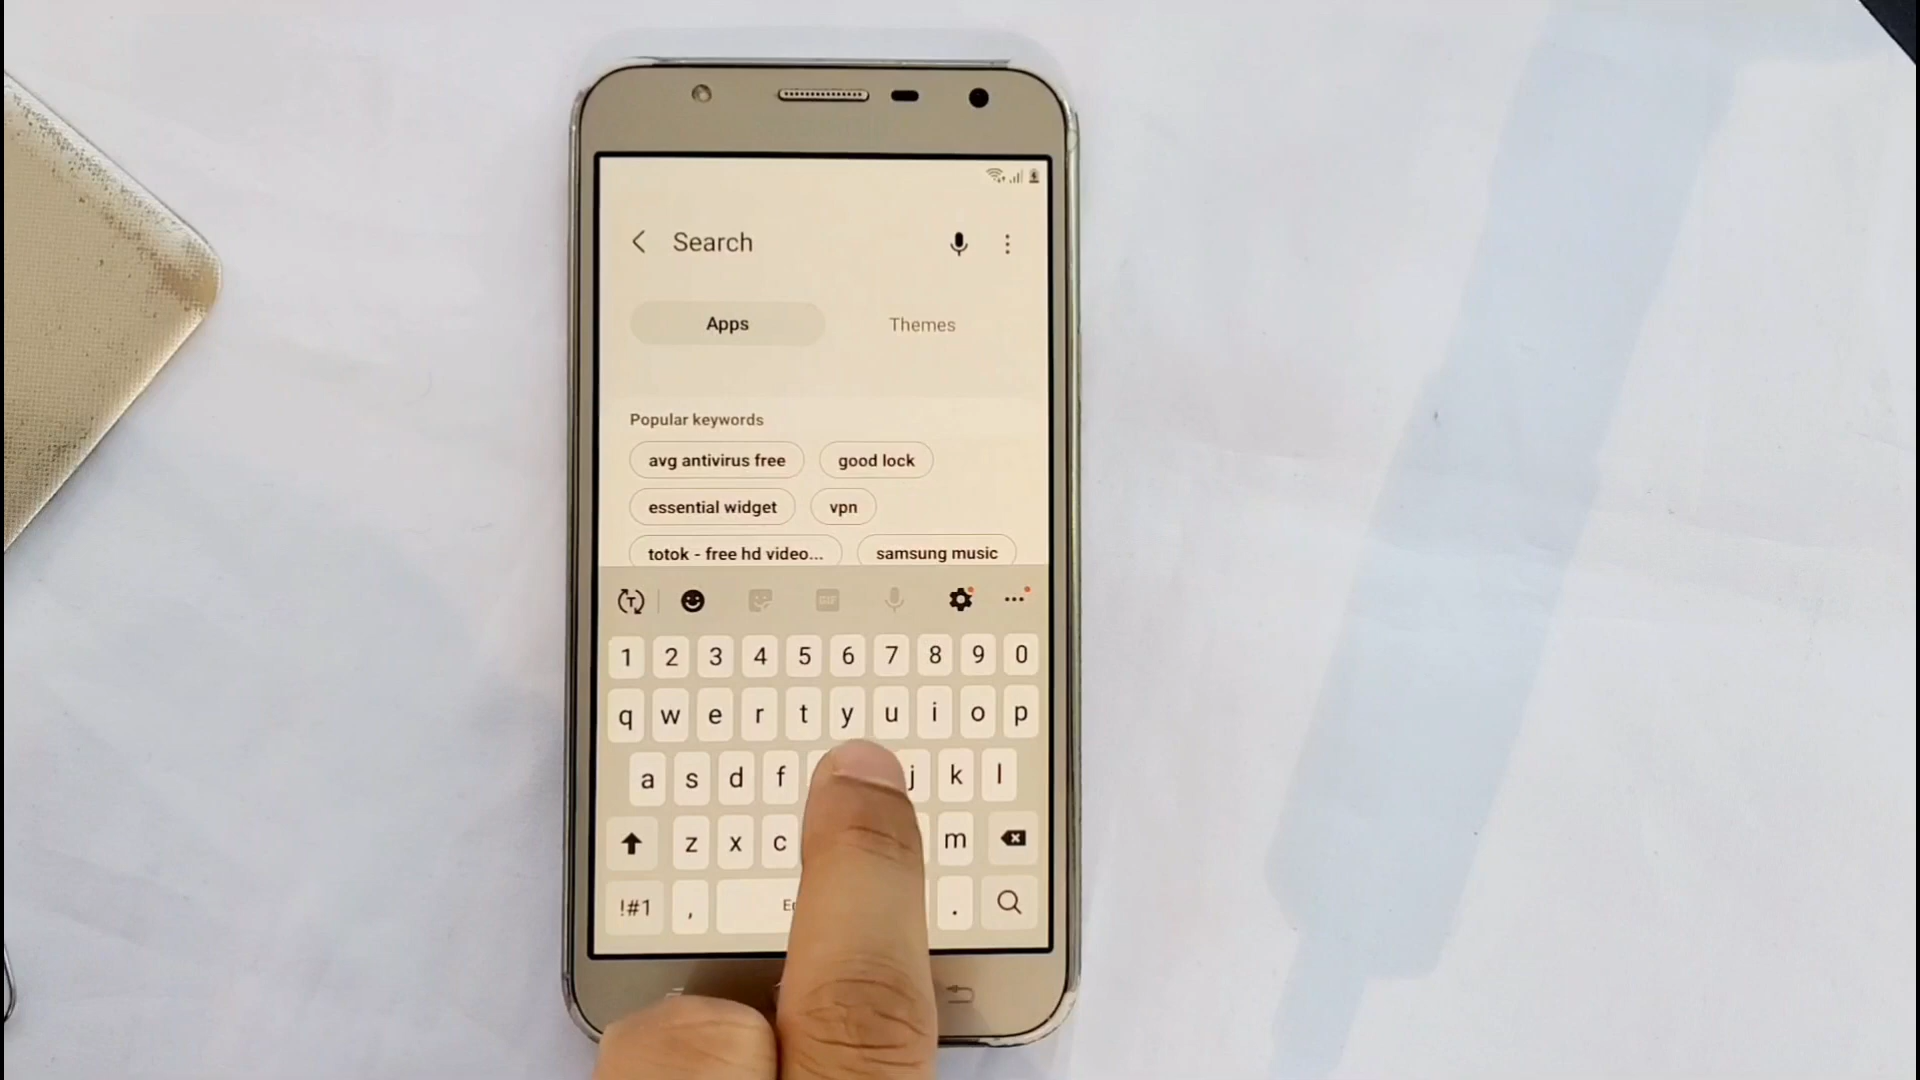 Search
Apps Themes
Popular keywords
avg antivirus free good lock
essential widget vpn
totok - free hd video... samsung music
T GIF
1 2 3 4 5 6 7 8 9 0
q w e r t y u i o p
a s d f j k l
z x c m
!#1 , .